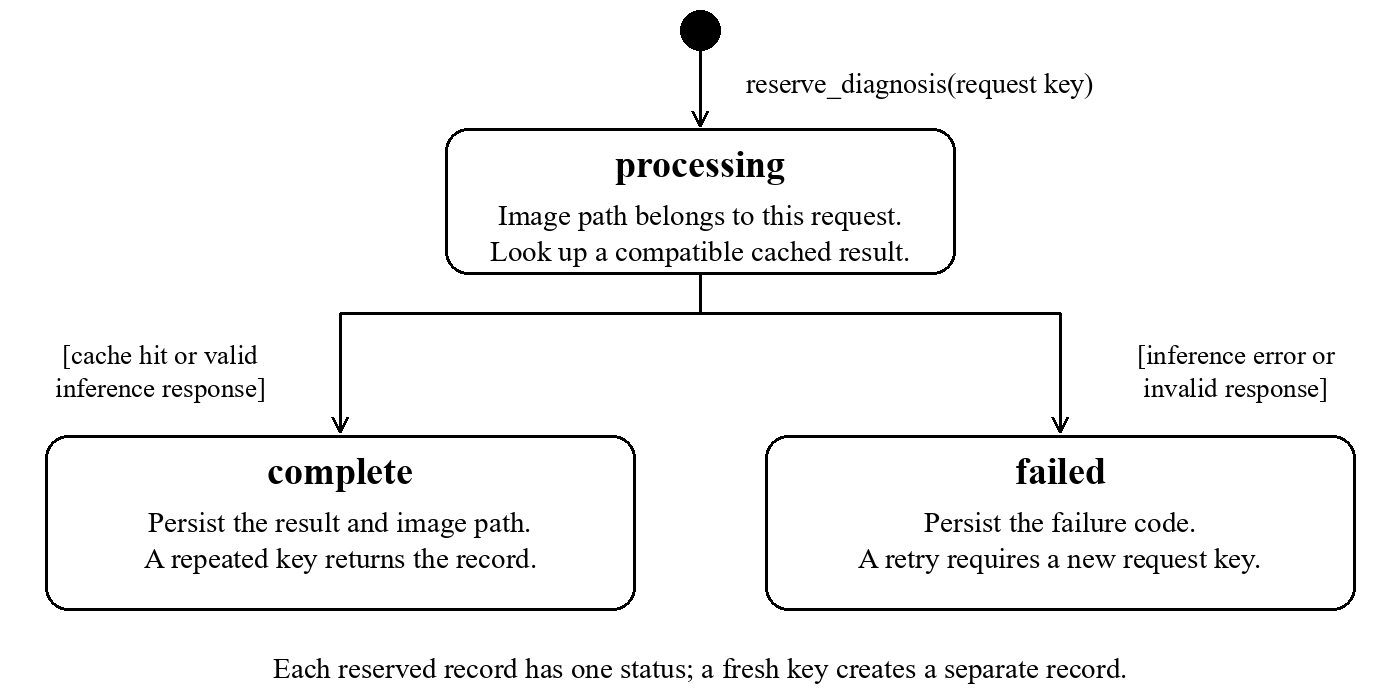 reserve_diagnosis(request key)
processing
Image path belongs to this request.
Look up a compatible cached result.
[cache hit or valid
inference response]
[inference error or
invalid response]
complete
Persist the result and image path.
A repeated key returns the record.
failed
Persist the failure code.
A retry requires a new request key.
Each reserved record has one status; a fresh key creates a separate record.